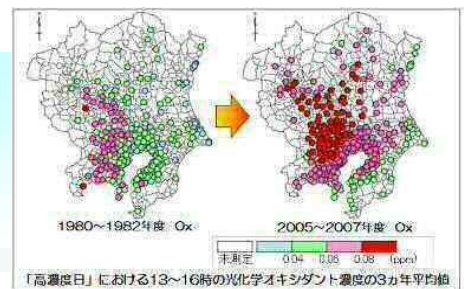 1980～1982年度 Ox
2005～2007年度 Ox
未測定 0.04 0.06 0.08 (ppm)
「高濃度日」における13～16時の光化学オキシダント濃度の3カ年平均値